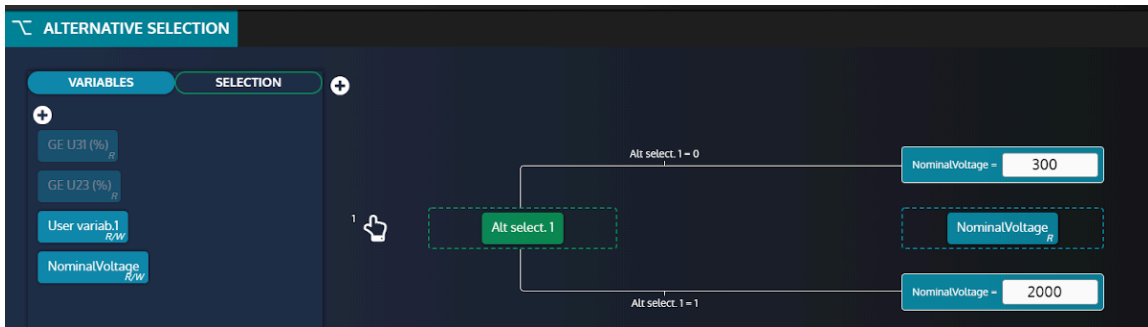 ALTERNATIVE SELECTION
VARIABLES
SELECTION
GE U31 (%)
R
GE U23 (%)
R
User variab.1
R/W
NominalVoltage
R/W
1
Alt select. 1 = 0
Alt select. 1
Alt select. 1 = 1
NominalVoltage = 300
NominalVoltage
R
NominalVoltage = 2000